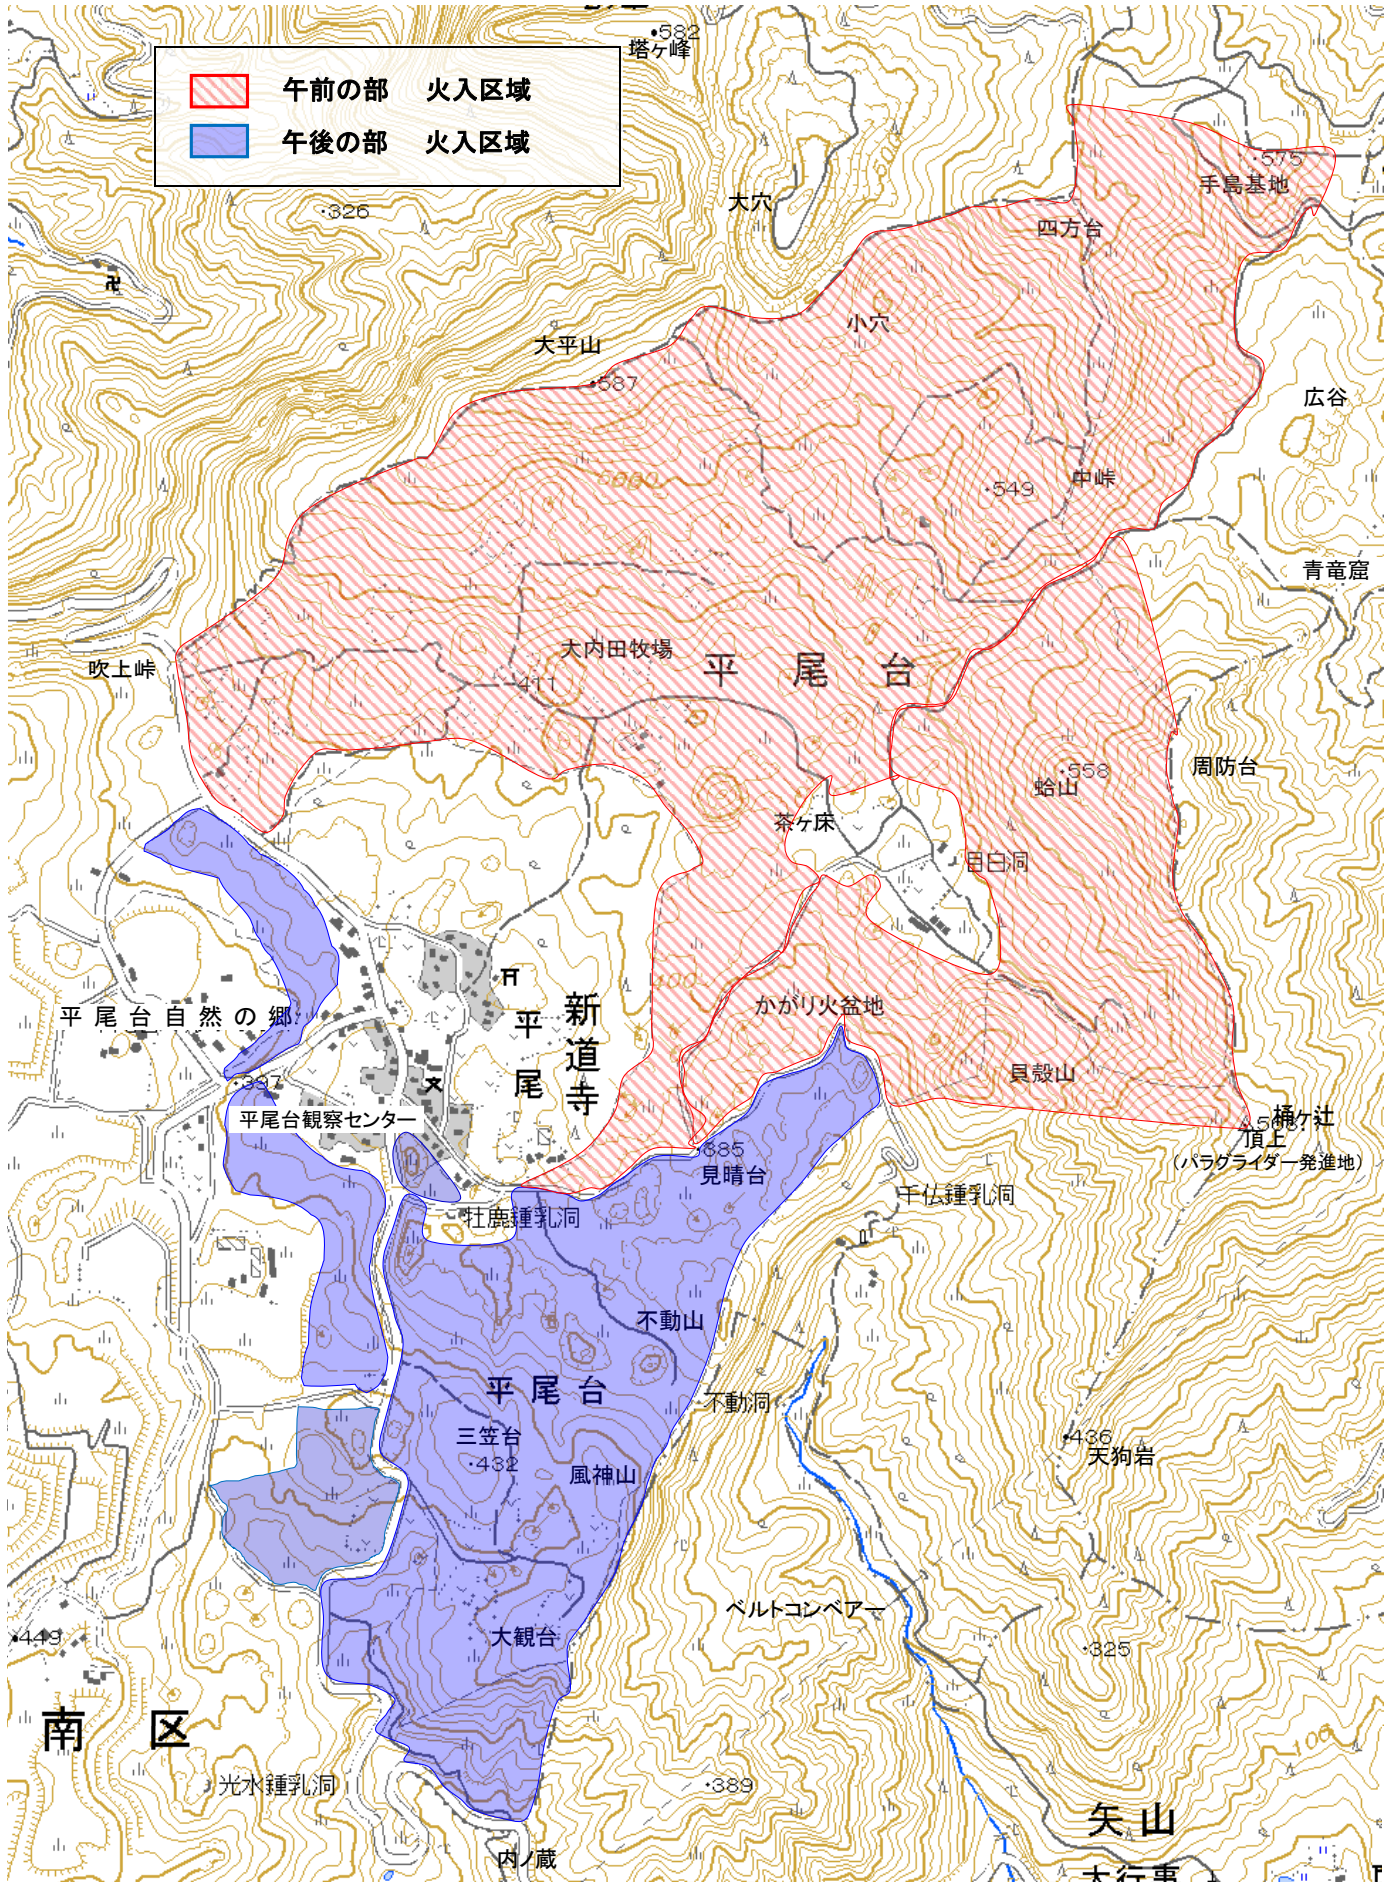 ・582
塔ヶ峰
午前の部 火入区域
午後の部 火入区域
・575
手島基地
大穴
・326
四方台
卍
小穴
大平山
・587
広谷
5000
・549
中峠
青竜窟
大内田牧場
平尾台
吹上峠
・411
周防台
・558
蛤山
茶ヶ床
目白洞
かがり火盆地
新道寺
平尾
平尾台自然の郷
・397
貝殻山
平尾台観察センター
桶ケ辻
頂上
(パラグライダー発進地)
見晴台
千仏鍾乳洞
牡鹿鍾乳洞
不動山
平尾台
不動洞
三笠台
・432
風神山
・436
天狗岩
ベルトコンベアー
・449
大観台
・325
南区
・389
100
光水鍾乳洞
矢山
内ノ蔵
大行事